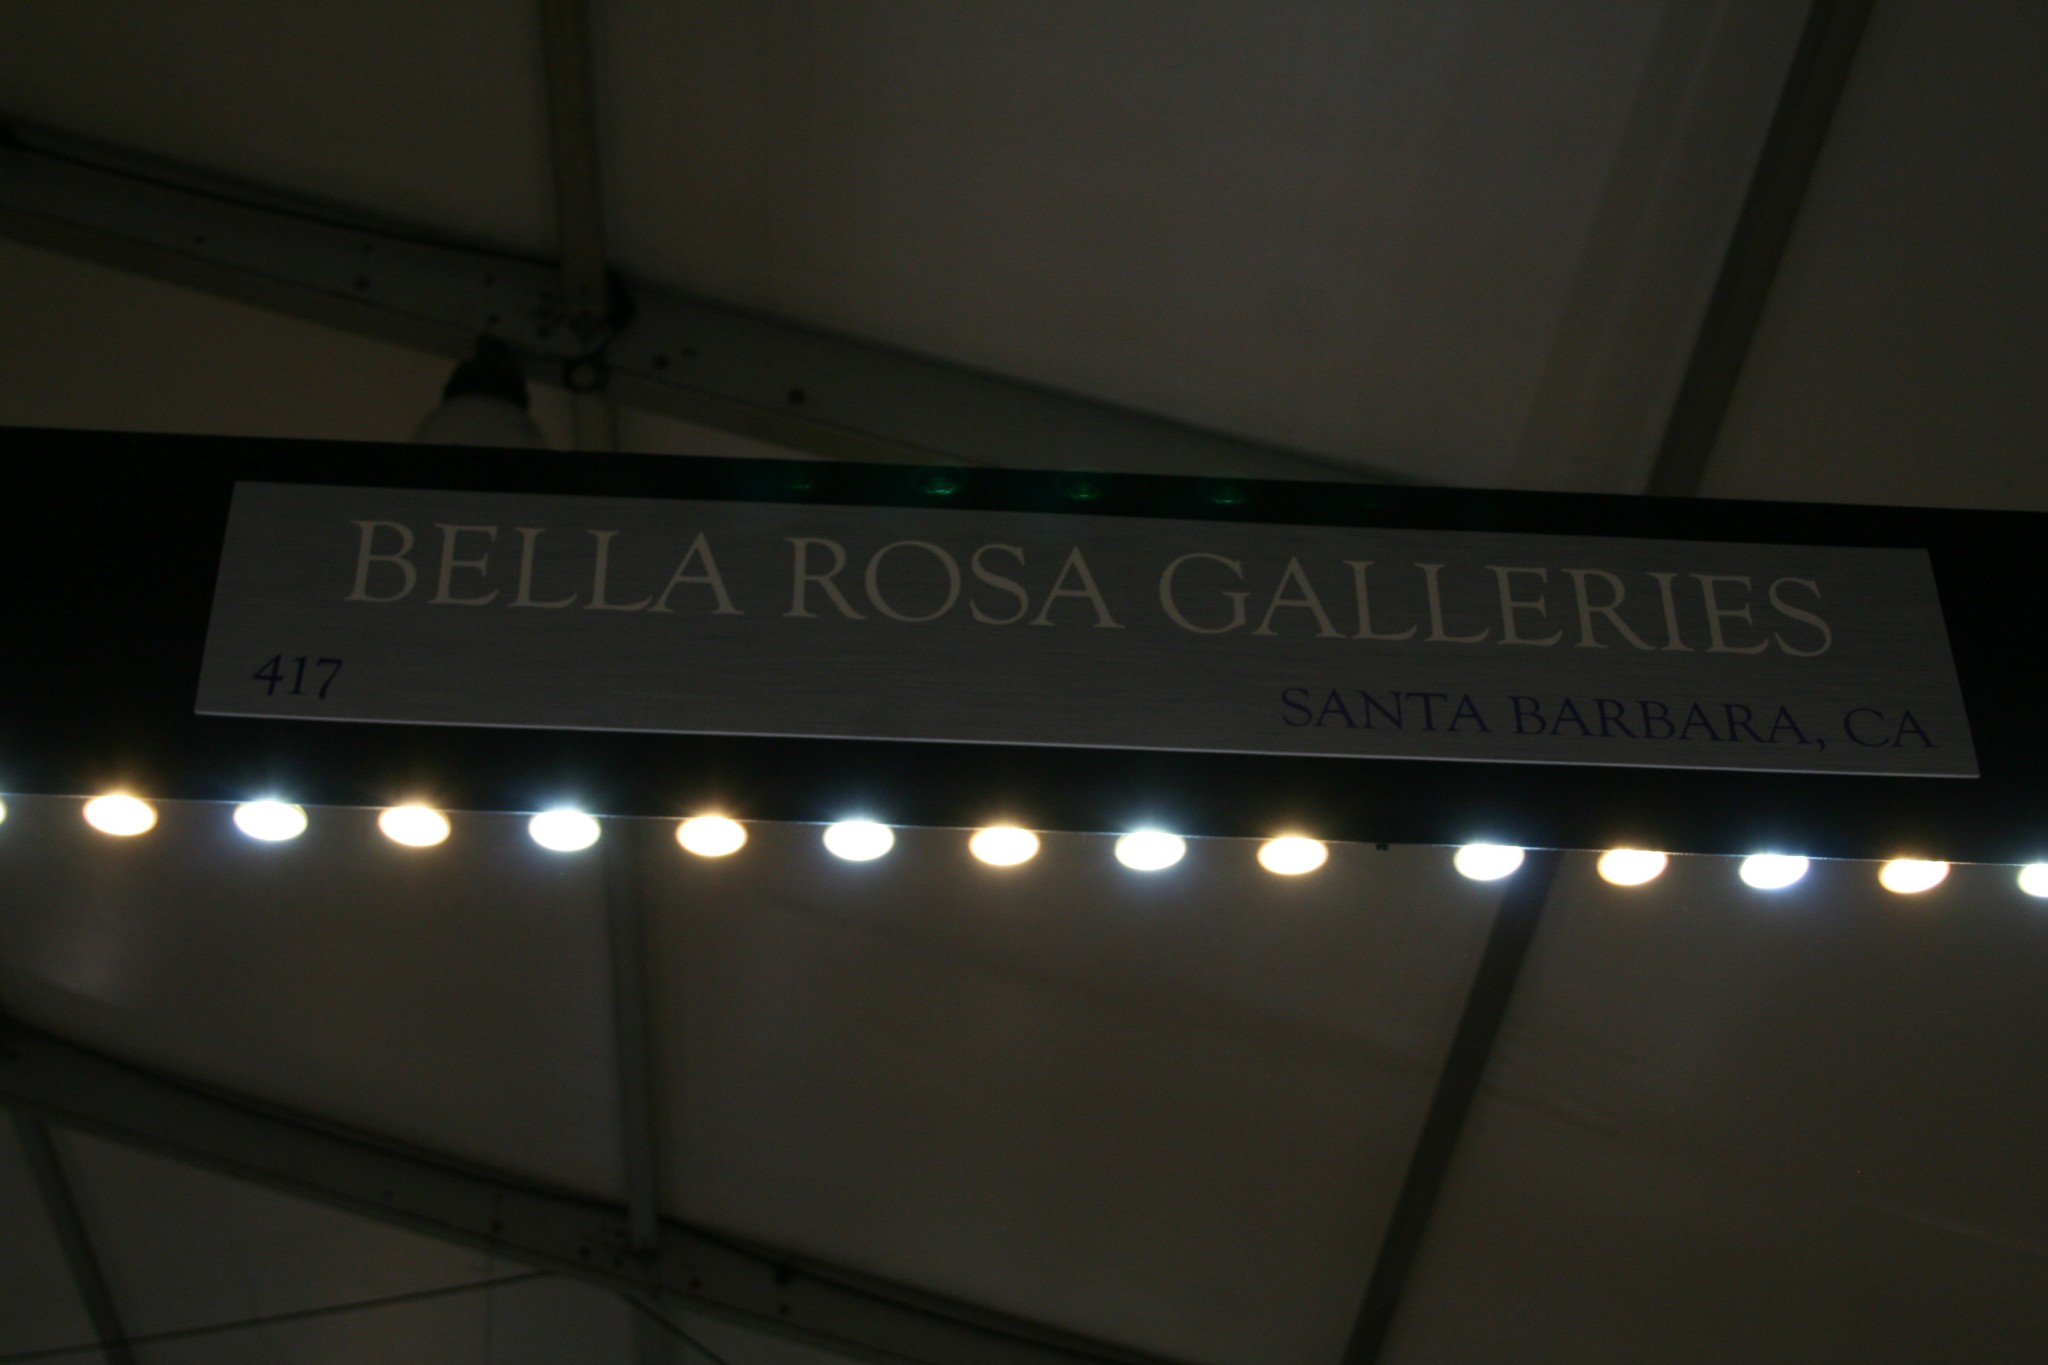 BELLA ROSA GALLERIES
417
SANTA BARBARA, CA